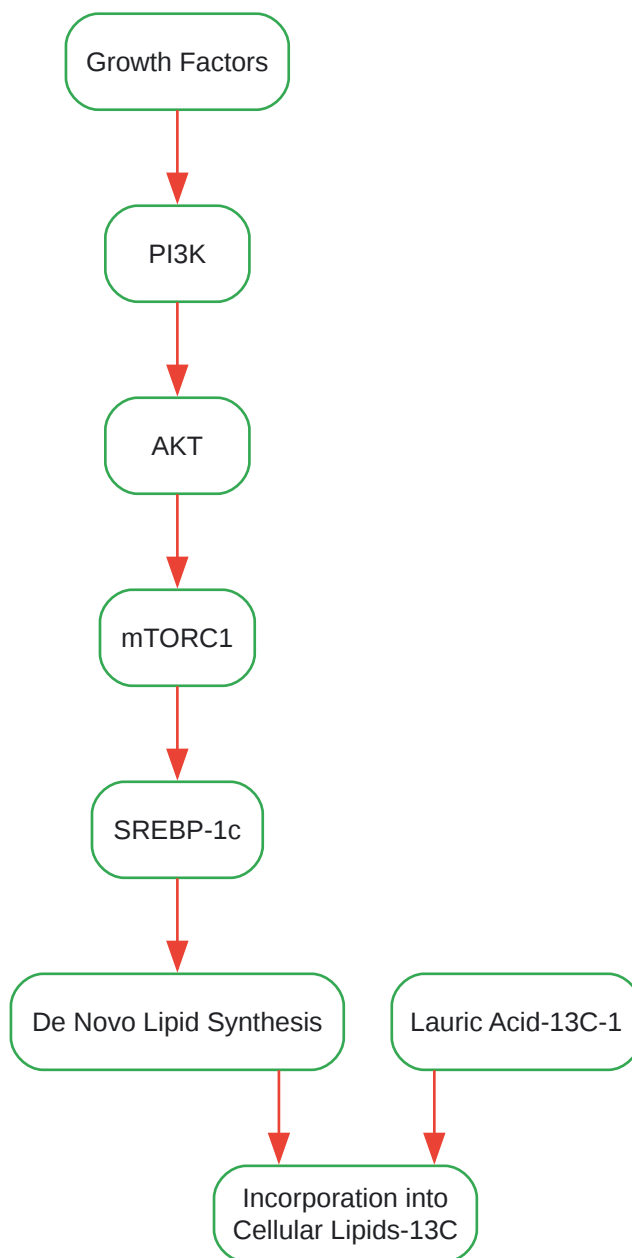 Growth Factors
PI3K
AKT
mTORC1
SREBP-1c
De Novo Lipid Synthesis
Lauric Acid-13C-1
Incorporation into
Cellular Lipids-13C